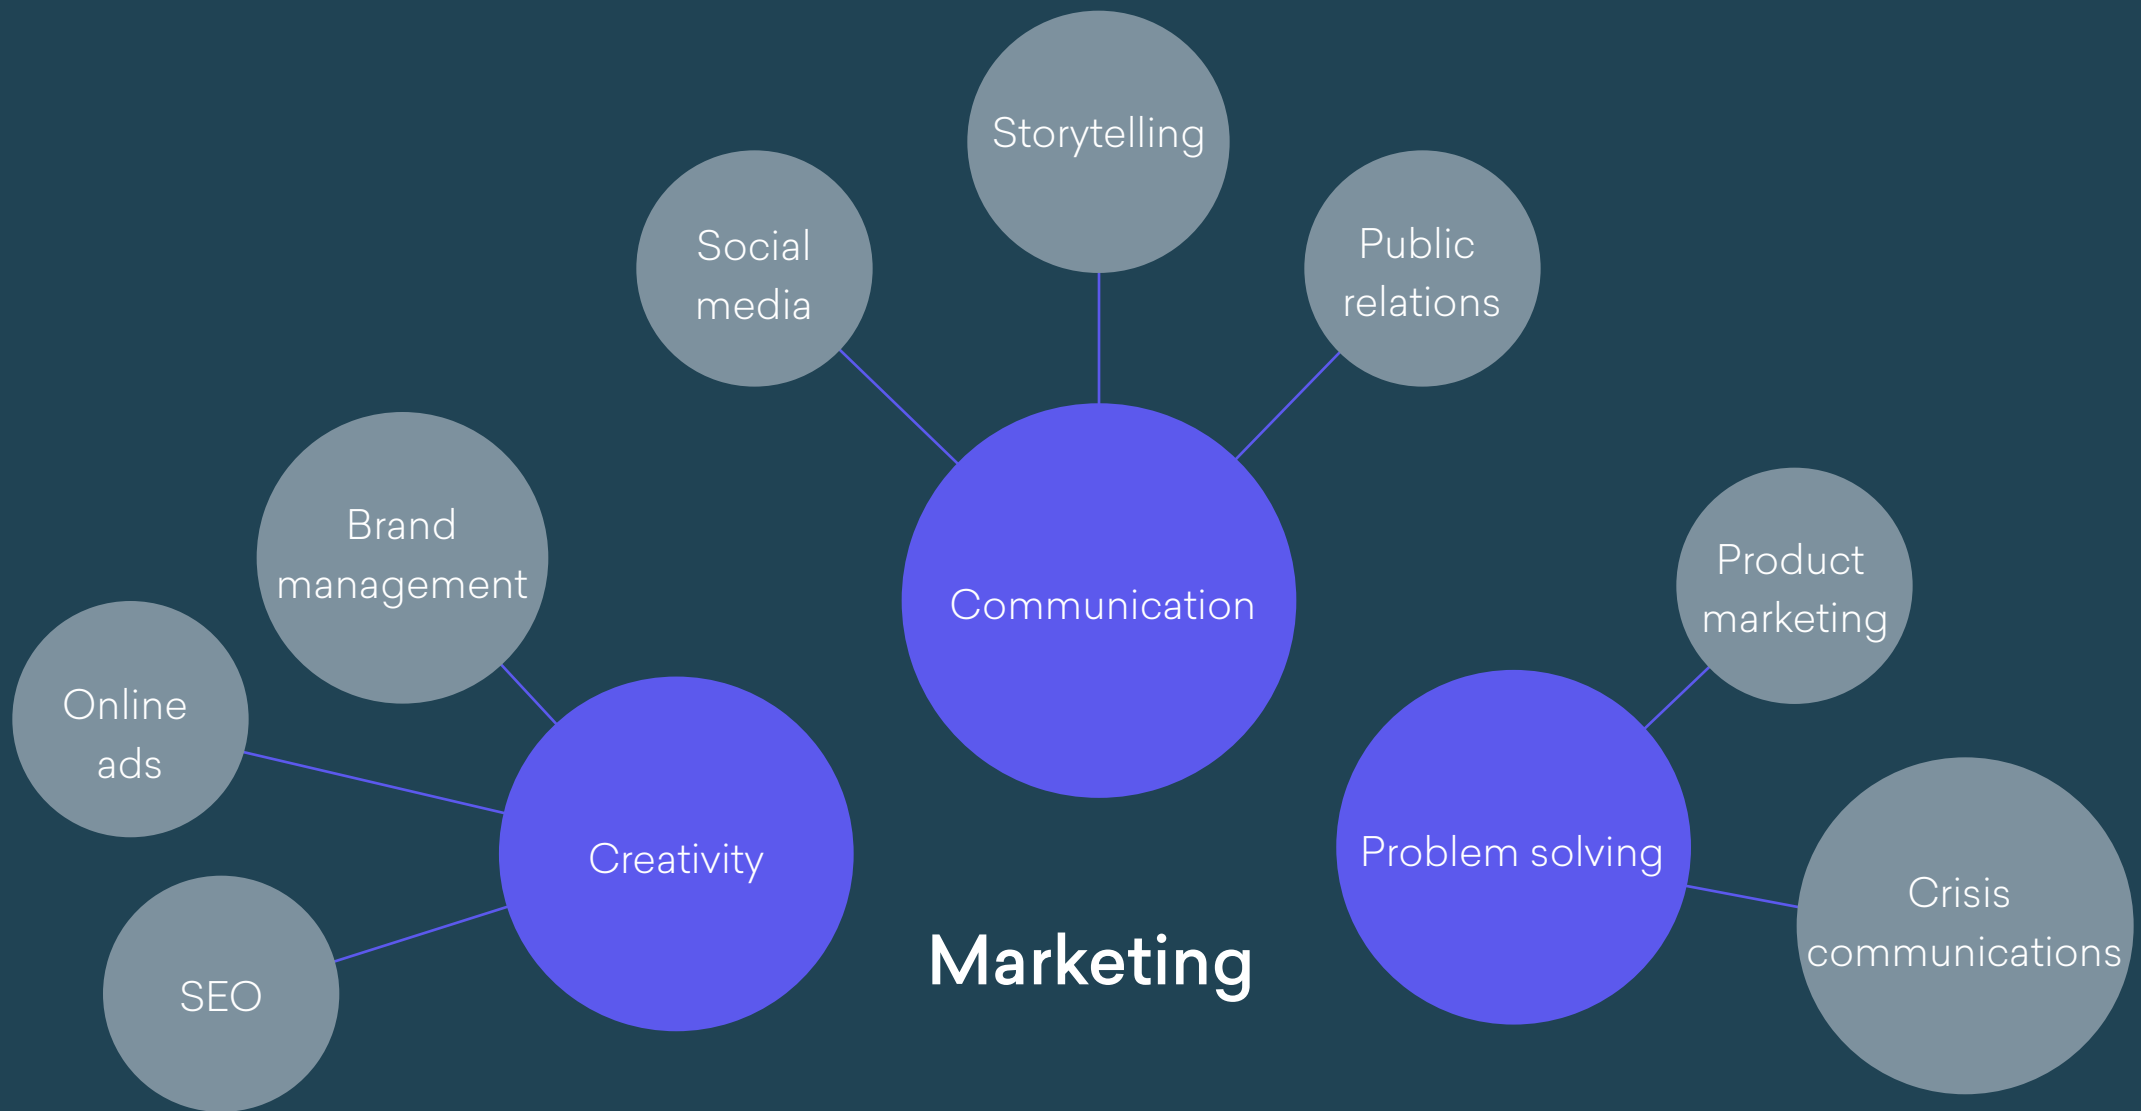 Storytelling
Social
media
Public
relations
Brand
management
Communication
Product
marketing
Online
ads
Creativity
Problem solving
Crisis
communications
SEO
Marketing